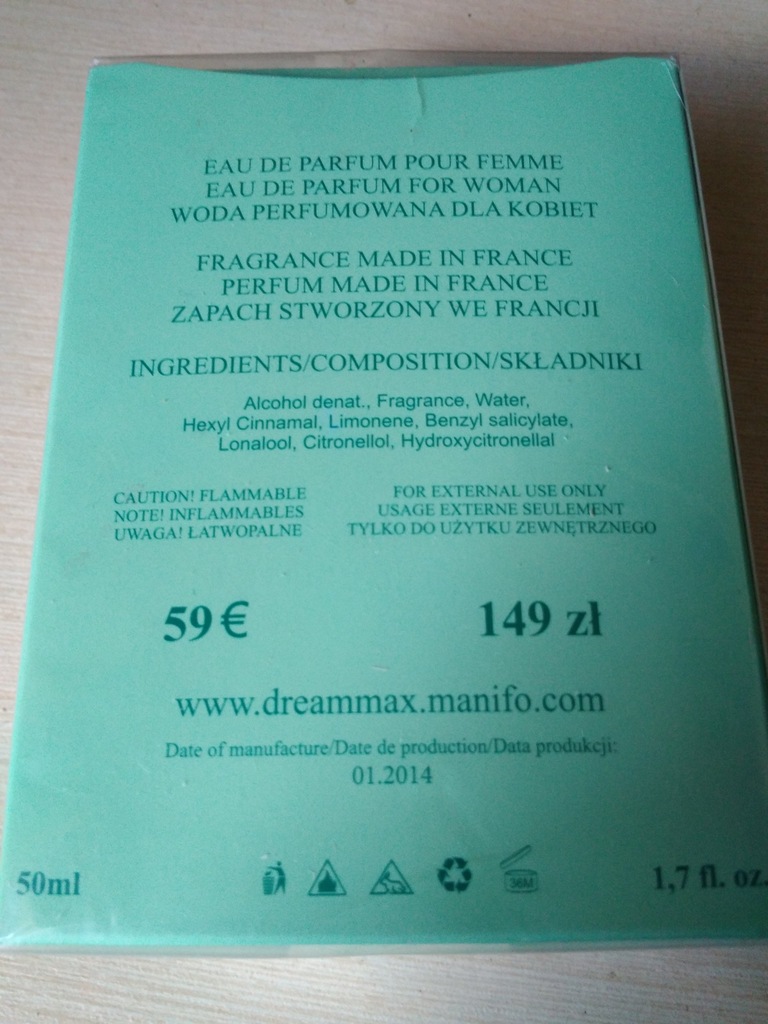 EAU DE PARFUM POUR FEMME
EAU DE PARFUM FOR WOMAN
WODA PERFUMOWANA DLA KOBIET
FRAGRANCE MADE IN FRANCE
PERFUM MADE IN FRANCE
ZAPACH STWORZONY WE FRANCJI
INGREDIENTS/COMPOSITION/SKŁADNIKI
Alcohol denat., Fragrance, Water,
Hexyl Cinnamal, Limonene, Benzyl salicylate,
Lonalool, Citronellol, Hydroxycitronellal
CAUTION! FLAMMABLE
NOTE! INFLAMMABLES
UWAGA! ŁATWOPALNE
FOR EXTERNAL USE ONLY
USAGE EXTERNE SEULEMENT
TYLKO DO UŻYTKU ZEWNĘTRZNEGO
59 € 149 zł
www.dreammax.manifo.com
Date of manufacture/Date de production/Data produkcji:
01.2014
50ml 36M 1,7 fl. oz.